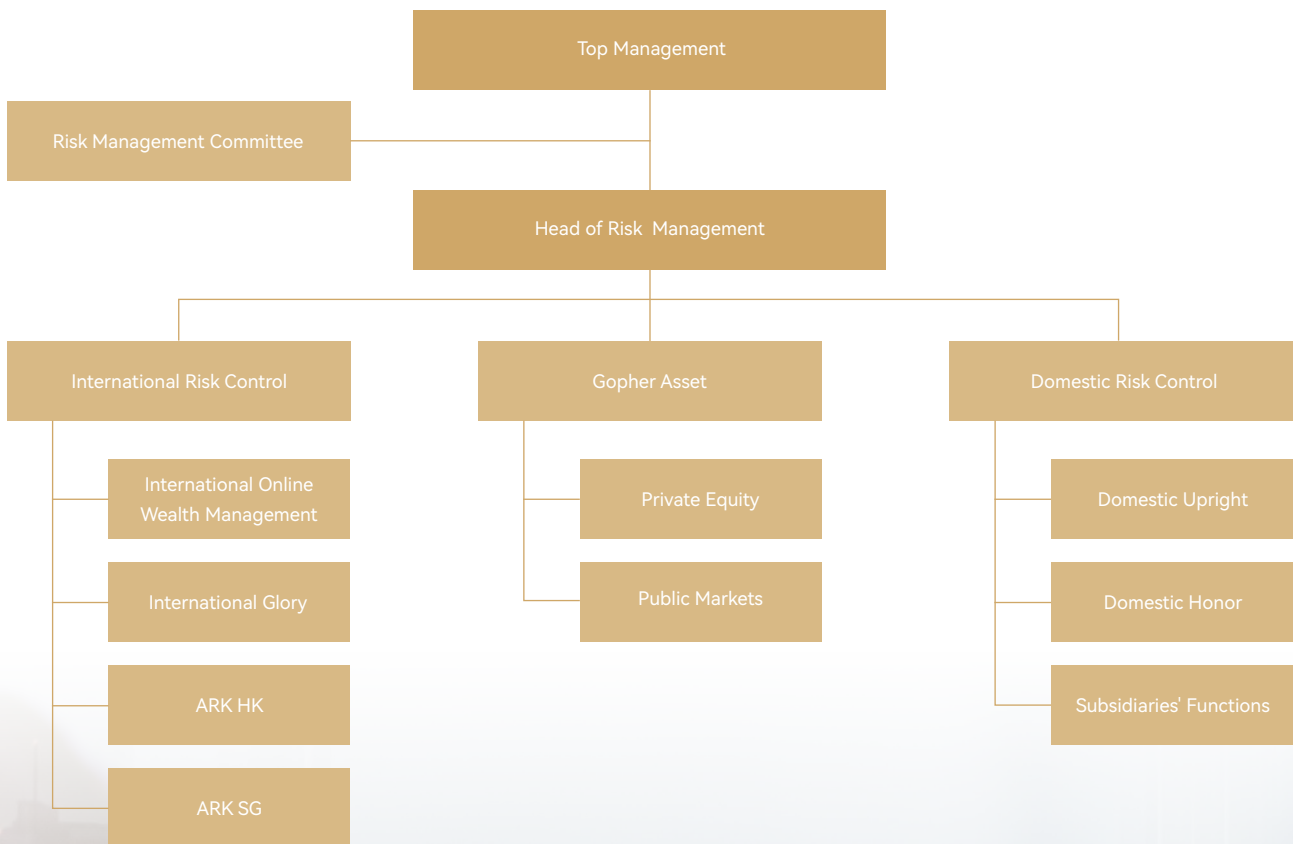 Top Management
Risk Management Committee
Head of Risk Management
International Risk Control
Gopher Asset
Domestic Risk Control
International Online
Wealth Management
Private Equity
Domestic Upright
International Glory
Public Markets
Domestic Honor
ARK HK
Subsidiaries' Functions
ARK SG